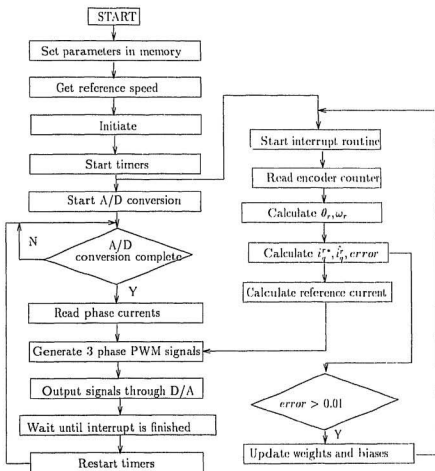 START
Set parameters in memory
Get reference speed
Initiate
Start timers
Start A/D conversion
N
A/D
conversion complete
Y
Read phase currents
Generate 3 phase PWM signals
Output signals through D/A
Wait until interrupt is finished
Restart timers
Start interrupt routine
Read encoder counter
Calculate θr, ωr
Calculate i_q^{r*}, î_q^r, error
Calculate reference current
error > 0.01
Y
Update weights and biases